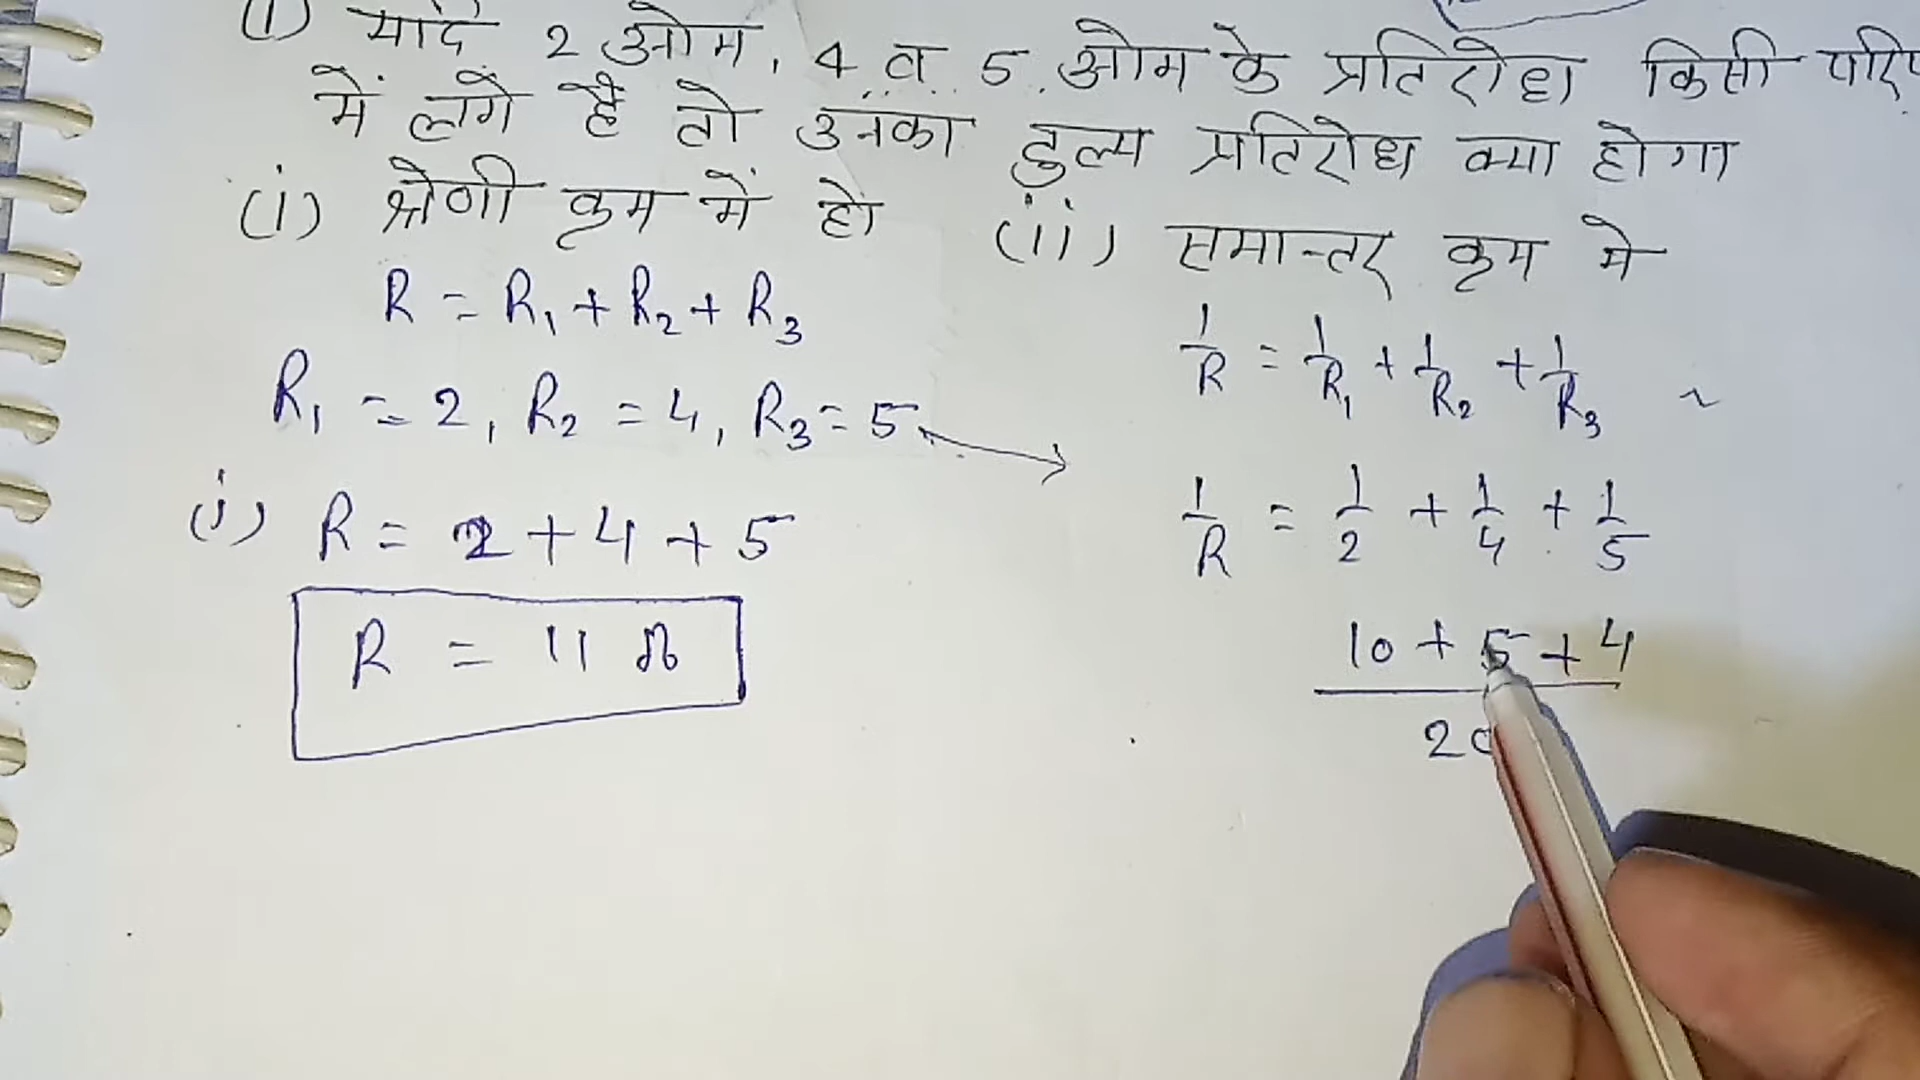 (1) यदि 2 ओम, 4 व 5 ओम के प्रतिरोध किसी
में लगे है तो उनका तुल्य प्रतिरोध क्या होगा
(i) श्रेणी क्रम में हो
R = R₁ + R₂ + R₃
R₁ = 2, R₂ = 4, R₃ = 5
(i) R = 2 + 4 + 5
R = 11 Ω
(ii) समान्तर क्रम मे
1/R = 1/R₁ + 1/R₂ + 1/R₃
1/R = 1/2 + 1/4 + 1/5
10 + 5 + 4
20